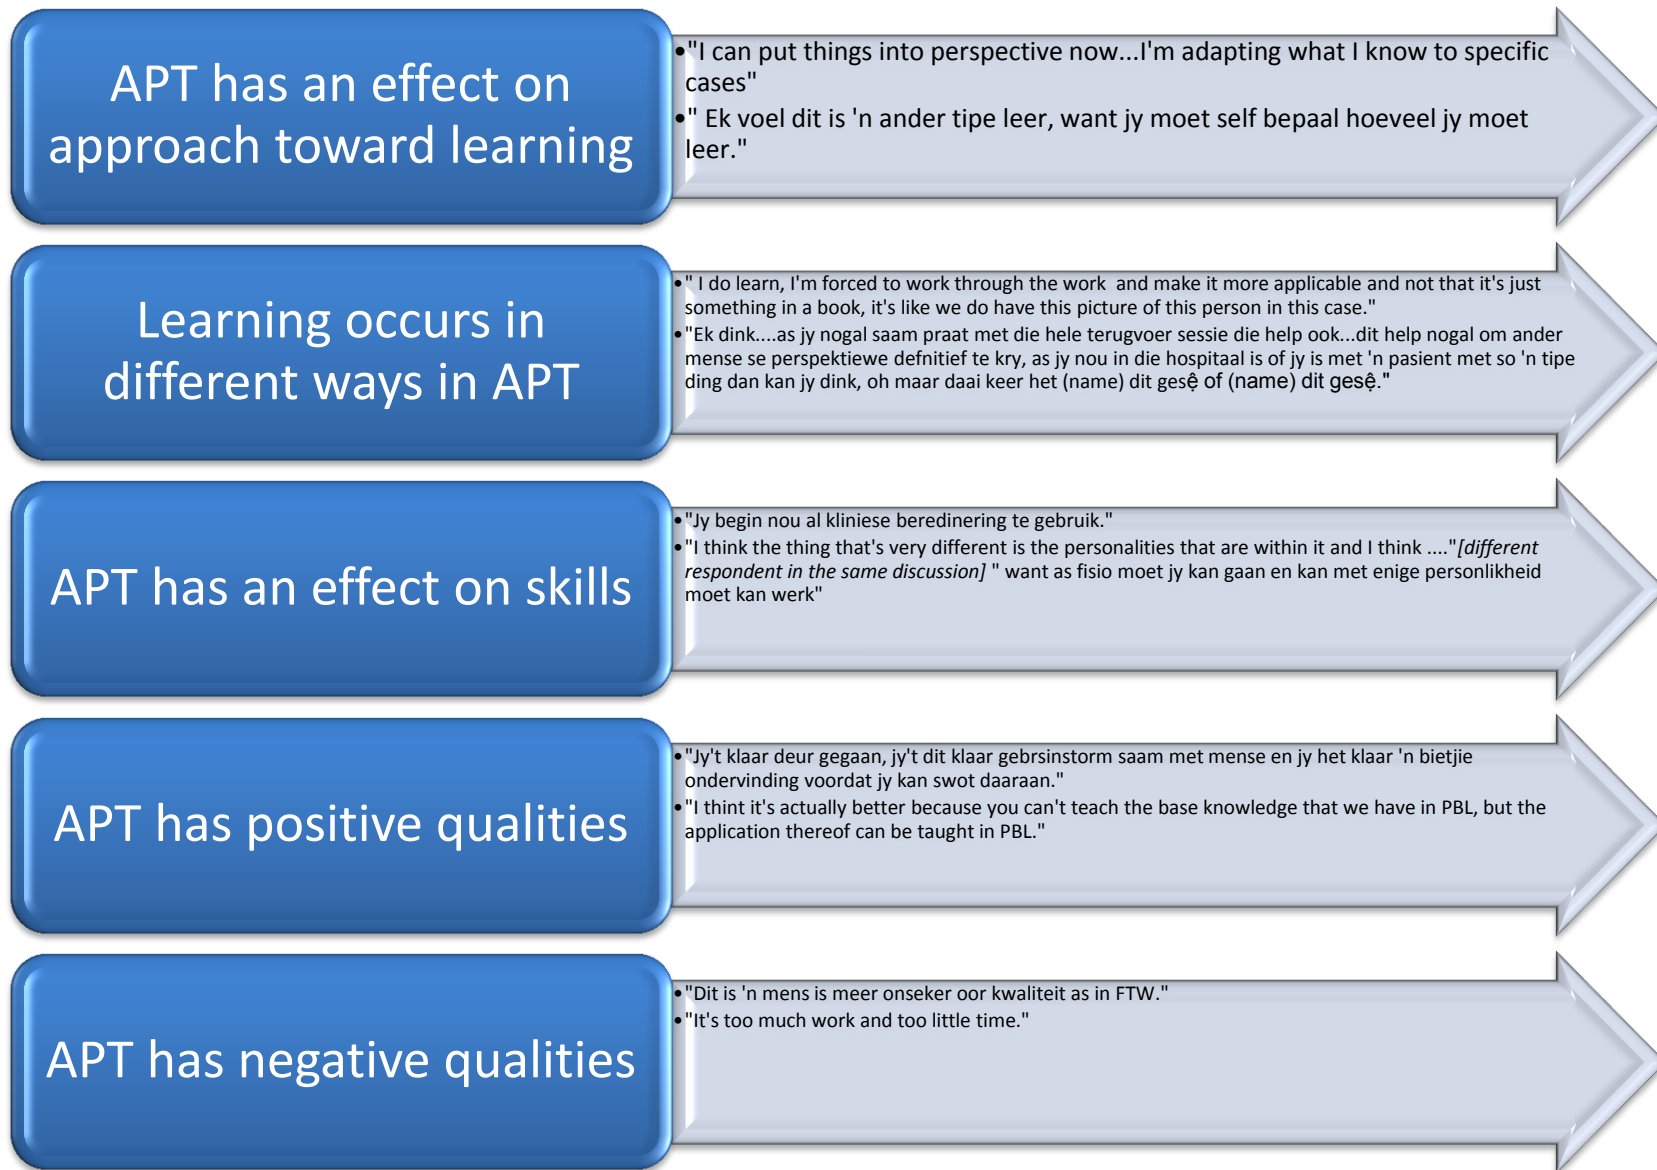 APT has an effect on
approach toward learning
•"I can put things into perspective now...I'm adapting what I know to specific
cases"
•" Ek voel dit is 'n ander tipe leer, want jy moet self bepaal hoeveel jy moet
leer."
Learning occurs in
different ways in APT
•" I do learn, I'm forced to work through the work  and make it more applicable and not that it's just
something in a book, it's like we do have this picture of this person in this case."
•"Ek dink....as jy nogal saam praat met die hele terugvoer sessie die help ook...dit help nogal om ander
mense se perspektiewe defnitief te kry, as jy nou in die hospitaal is of jy is met 'n pasient met so 'n tipe
ding dan kan jy dink, oh maar daai keer het (name) dit gesệ of (name) dit gesệ."
APT has an effect on skills
•"Jy begin nou al kliniese beredinering te gebruik."
•"I think the thing that's very different is the personalities that are within it and I think ...."[different
respondent in the same discussion] " want as fisio moet jy kan gaan en kan met enige personlikheid
moet kan werk"
APT has positive qualities
•"Jy't klaar deur gegaan, jy't dit klaar gebrsinstorm saam met mense en jy het klaar 'n bietjie
ondervinding voordat jy kan swot daaraan."
•"I thint it's actually better because you can't teach the base knowledge that we have in PBL, but the
application thereof can be taught in PBL."
APT has negative qualities
•"Dit is 'n mens is meer onseker oor kwaliteit as in FTW."
•"It's too much work and too little time."